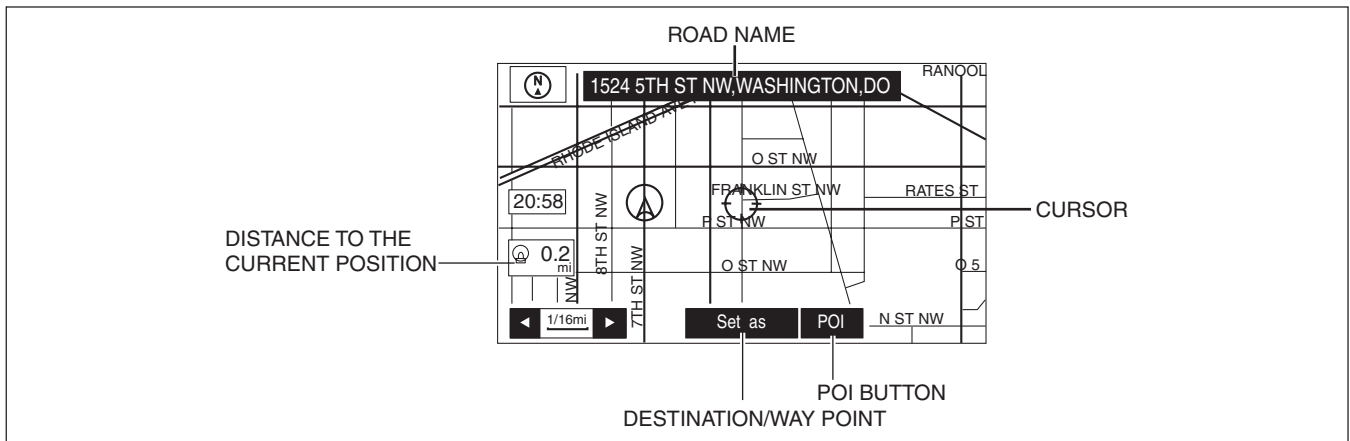 ROAD NAME
N
1524 5TH ST NW,WASHINGTON,DO
RANOOL
RHODE ISLAND AVE
O ST NW
20:58
FRANKLIN ST NW
RATES ST
CURSOR
8TH ST NW
P ST NW
P ST
DISTANCE TO THE
CURRENT POSITION
0.2
mi
O ST NW
O 5
NW
7TH ST NW
1/16mi
Set as
POI
N ST NW
POI BUTTON
DESTINATION/WAY POINT